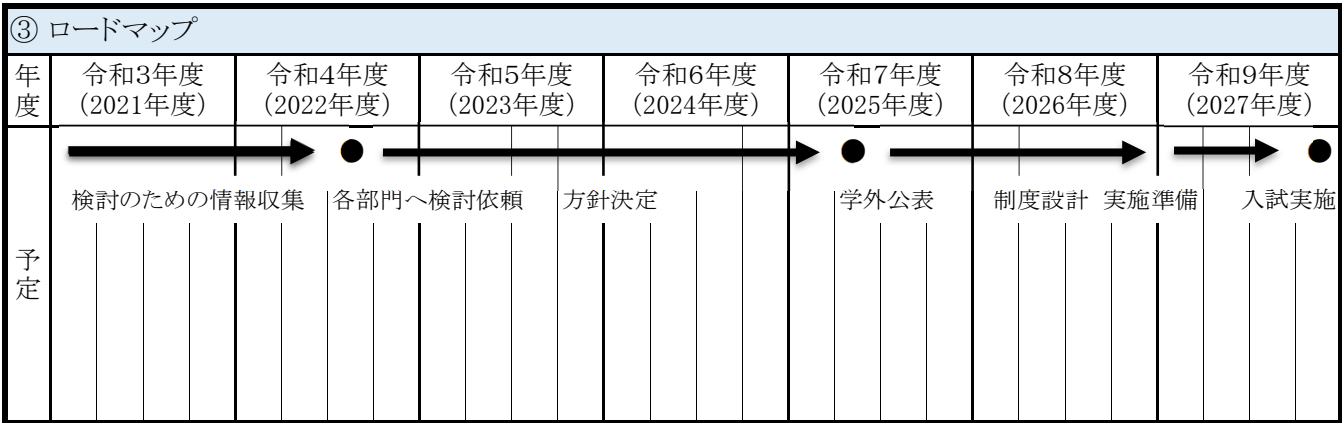 ③ ロードマップ
年度
令和3年度
(2021年度)
令和4年度
(2022年度)
令和5年度
(2023年度)
令和6年度
(2024年度)
令和7年度
(2025年度)
令和8年度
(2026年度)
令和9年度
(2027年度)
予定
検討のための情報収集 各部門へ検討依頼 方針決定 学外公表 制度設計 実施準備 入試実施